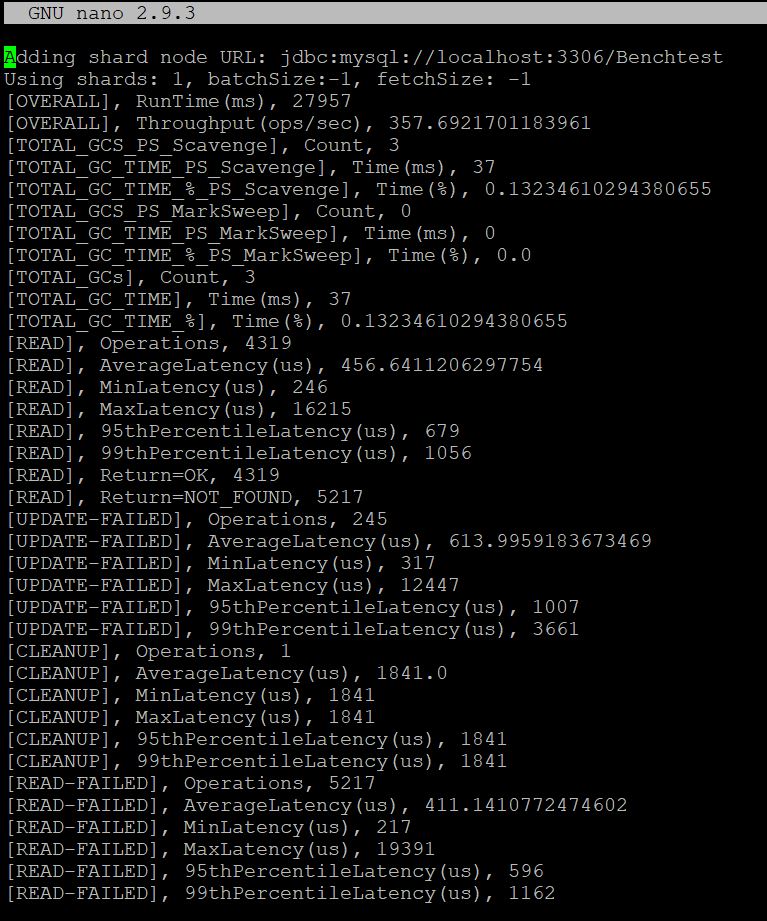 GNU nano 2.9.3
Adding shard node URL: jdbc:mysql://localhost:3306/Benchtest
Using shards: 1, batchSize:-1, fetchSize: -1
[OVERALL], RunTime(ms), 27957
[OVERALL], Throughput(ops/sec), 357.6921701183961
[TOTAL_GCS_PS_Scavenge], Count, 3
[TOTAL_GC_TIME_PS_Scavenge], Time(ms), 37
[TOTAL_GC_TIME_%_PS_Scavenge], Time(%), 0.13234610294380655
[TOTAL_GCS_PS_MarkSweep], Count, 0
[TOTAL_GC_TIME_PS_MarkSweep], Time(ms), 0
[TOTAL_GC_TIME_%_PS_MarkSweep], Time(%), 0.0
[TOTAL_GCs], Count, 3
[TOTAL_GC_TIME], Time(ms), 37
[TOTAL_GC_TIME_%], Time(%), 0.13234610294380655
[READ], Operations, 4319
[READ], AverageLatency(us), 456.6411206297754
[READ], MinLatency(us), 246
[READ], MaxLatency(us), 16215
[READ], 95thPercentileLatency(us), 679
[READ], 99thPercentileLatency(us), 1056
[READ], Return=OK, 4319
[READ], Return=NOT_FOUND, 5217
[UPDATE-FAILED], Operations, 245
[UPDATE-FAILED], AverageLatency(us), 613.9959183673469
[UPDATE-FAILED], MinLatency(us), 317
[UPDATE-FAILED], MaxLatency(us), 12447
[UPDATE-FAILED], 95thPercentileLatency(us), 1007
[UPDATE-FAILED], 99thPercentileLatency(us), 3661
[CLEANUP], Operations, 1
[CLEANUP], AverageLatency(us), 1841.0
[CLEANUP], MinLatency(us), 1841
[CLEANUP], MaxLatency(us), 1841
[CLEANUP], 95thPercentileLatency(us), 1841
[CLEANUP], 99thPercentileLatency(us), 1841
[READ-FAILED], Operations, 5217
[READ-FAILED], AverageLatency(us), 411.1410772474602
[READ-FAILED], MinLatency(us), 217
[READ-FAILED], MaxLatency(us), 19391
[READ-FAILED], 95thPercentileLatency(us), 596
[READ-FAILED], 99thPercentileLatency(us), 1162